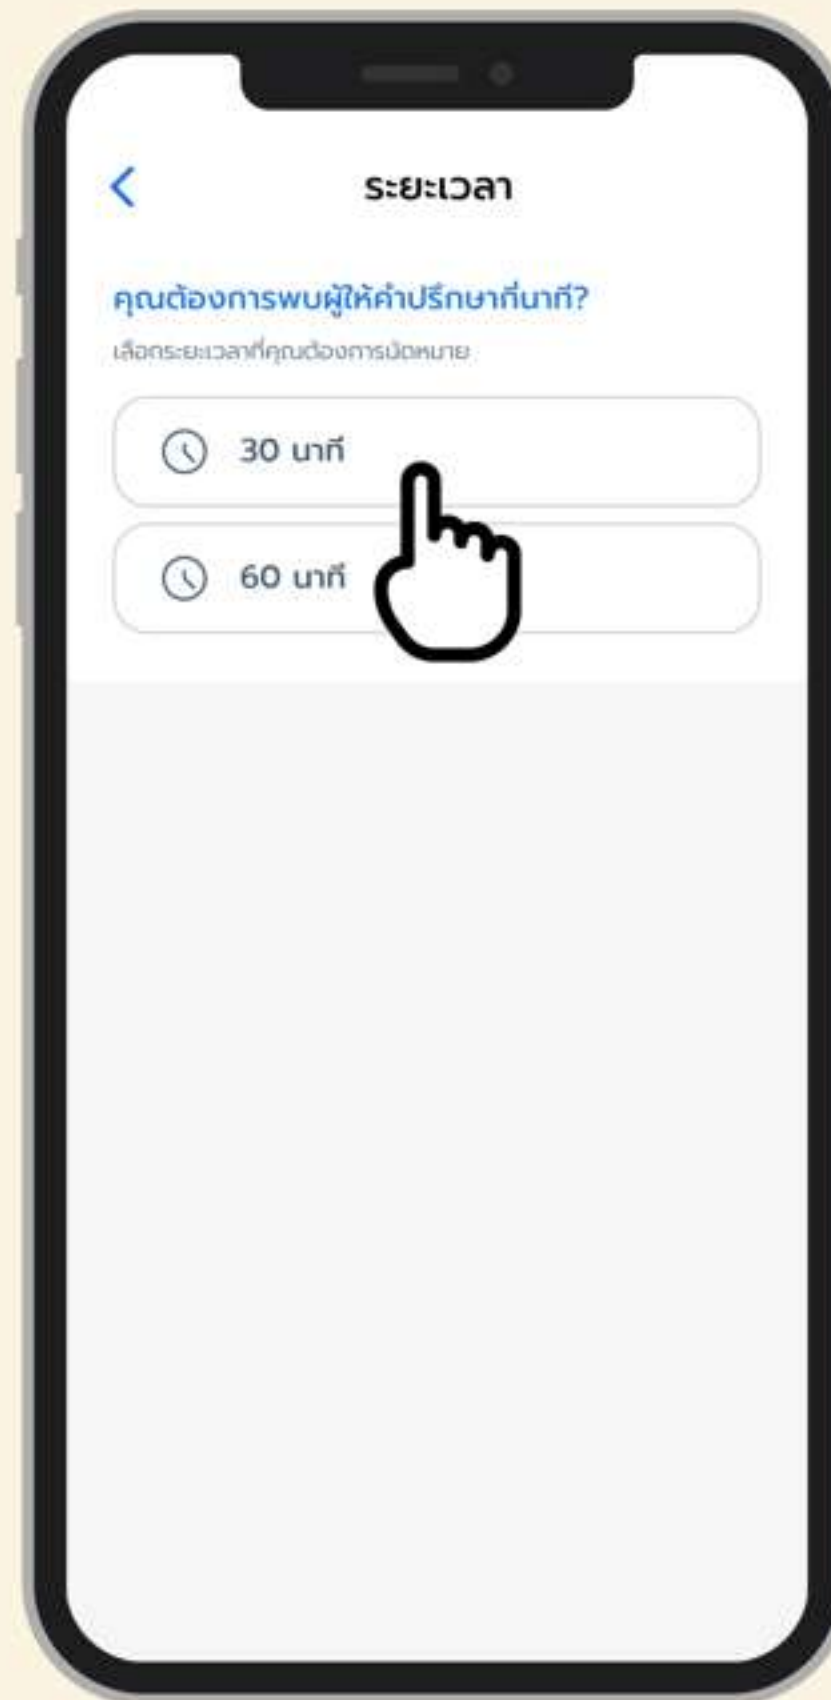 ระยะเวลา
คุณต้องการพบผู้ให้คำปรึกษากี่นาที?
เลือกระยะเวลาที่คุณต้องการนัดหมาย
30 นาที
60 นาที